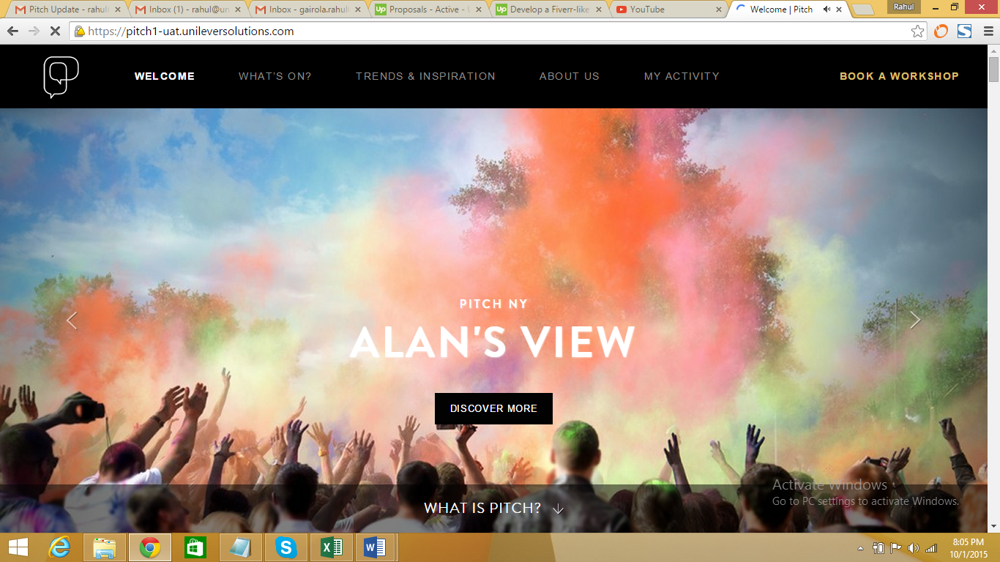 Pitch Update - rahul
Inbox (1) - rahul@un
Inbox - gairola.rahul
Proposals - Active - U
Develop a Fiverr-like
YouTube
Welcome | Pitch
Rahul
https://pitch1-uat.unileversolutions.com
WELCOME
WHAT'S ON?
TRENDS & INSPIRATION
ABOUT US
MY ACTIVITY
BOOK A WORKSHOP
PITCH NY
ALAN'S VIEW
DISCOVER MORE
WHAT IS PITCH?
Activate Windows
Go to PC settings to activate Windows.
8:05 PM
10/1/2015